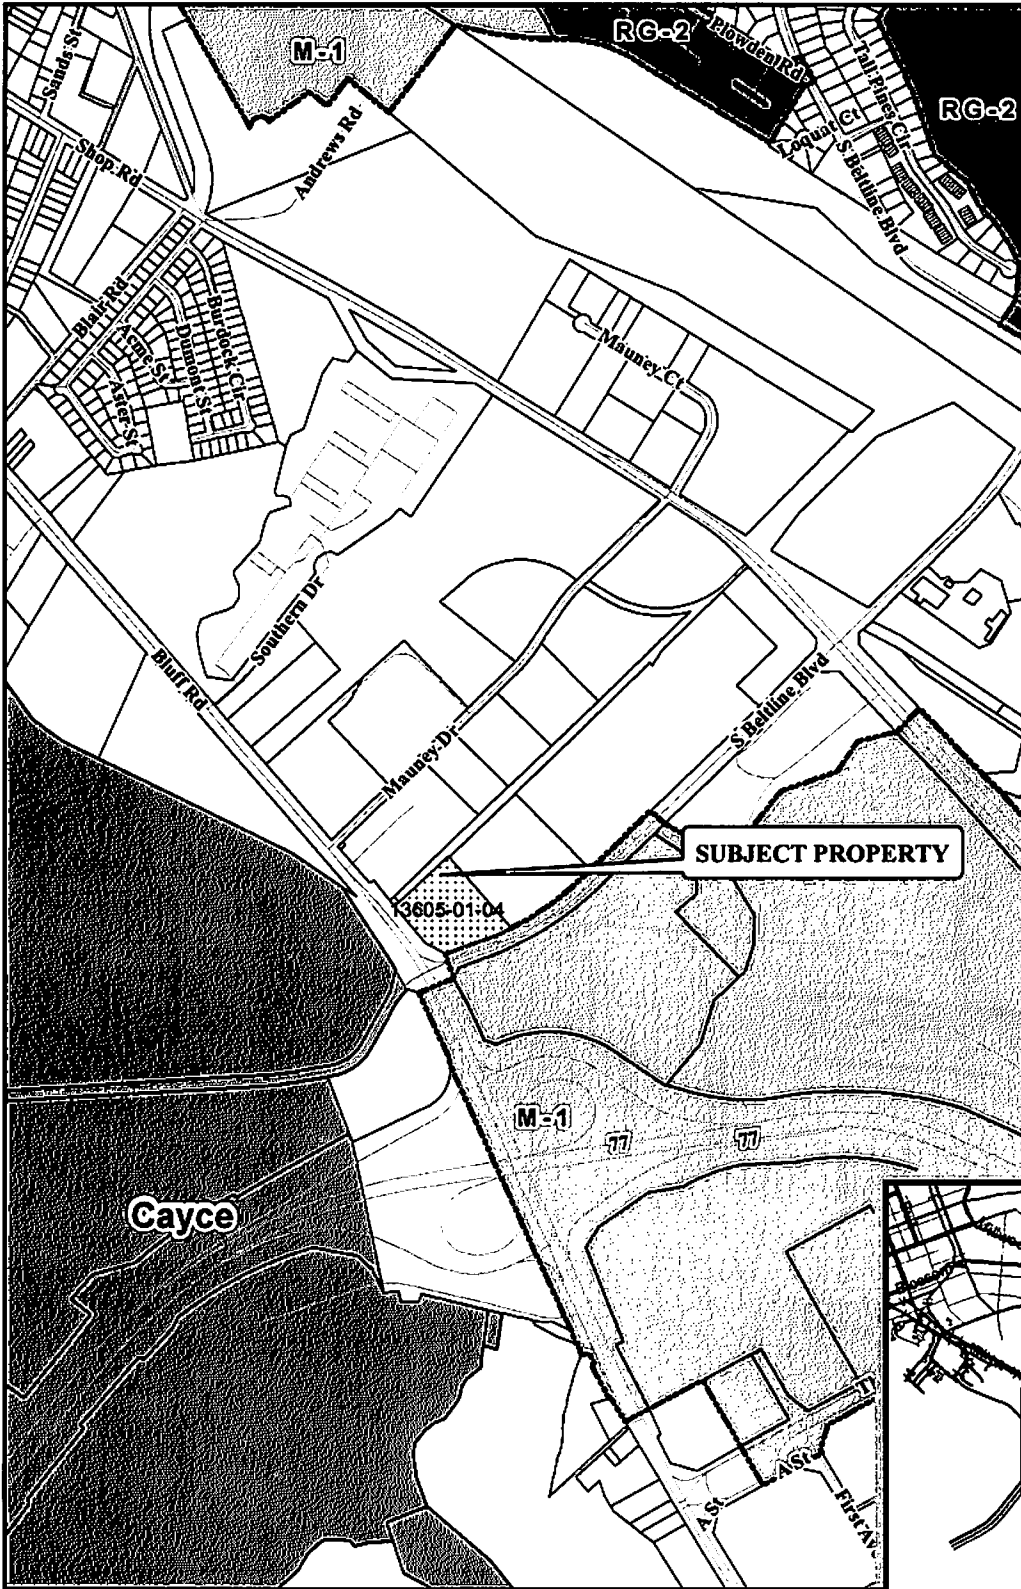 M-1
RG-2
Plowden Rd
Tall Pines Cir
RG-2
Sands St
Loquat Ct
S Beltline Blvd
Shop Rd
Andrews Rd
Blair Rd
Burdock Cir
Dumont St
Acme St
Aster St
Mauney Ct
Southern Dr
Bluff Rd
S Beltline Blvd
Mauney Dr
SUBJECT PROPERTY
13605-01-04
M-1
77
77
Cayce
A St
A St
First Av